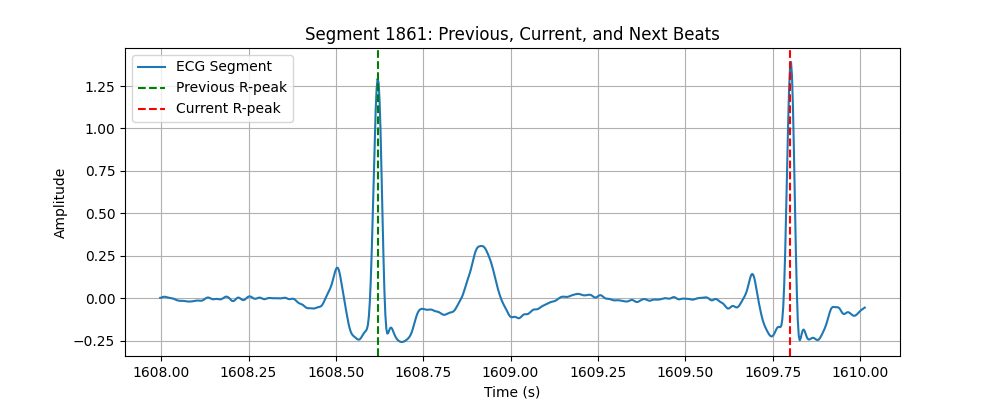 Segment 1861: Previous, Current, and Next Beats
ECG Segment
Previous R-peak
Current R-peak
Amplitude
1.25
1.00
0.75
0.50
0.25
0.00
−0.25
1608.00 1608.25 1608.50 1608.75 1609.00 1609.25 1609.50 1609.75 1610.00
Time (s)